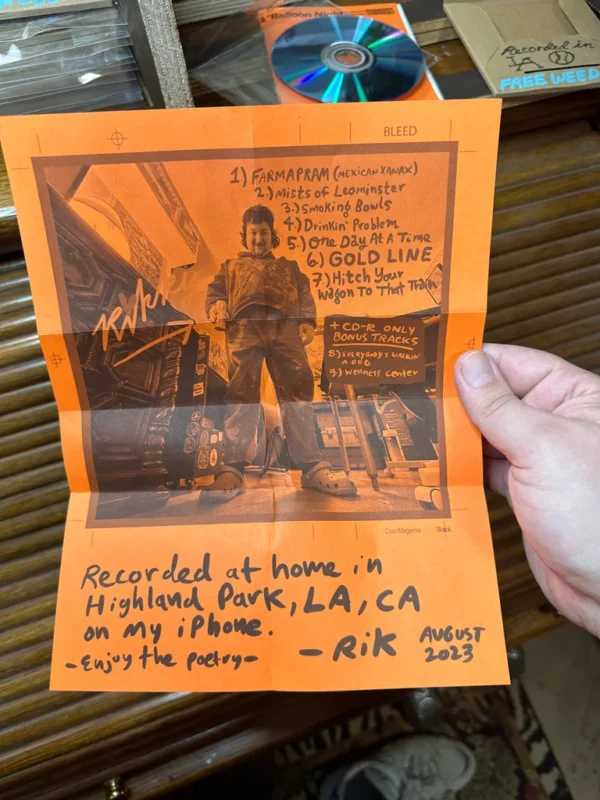 Balloon Night
Recorded in
LA
FREE WEED
BLEED
1) FARMAPRAM (MEXICAN XANAX)
2.) Mists of Leominster
3.) Smoking Bowls
4.) Drinkin' Problem
5.) One Day At A Time
6.) GOLD LINE
7.) Hitch Your
Wagon To That Train
Rikk
+ CD-R ONLY
BONUS TRACKS
8) EVERYBODY'S WALKIN'
A DOG
9.) Wellness Center
Cyan Magenta Black
Recorded at home in
Highland Park, LA, CA
on my iPhone.
-Enjoy the poetry-
- Rik
AUGUST
2023